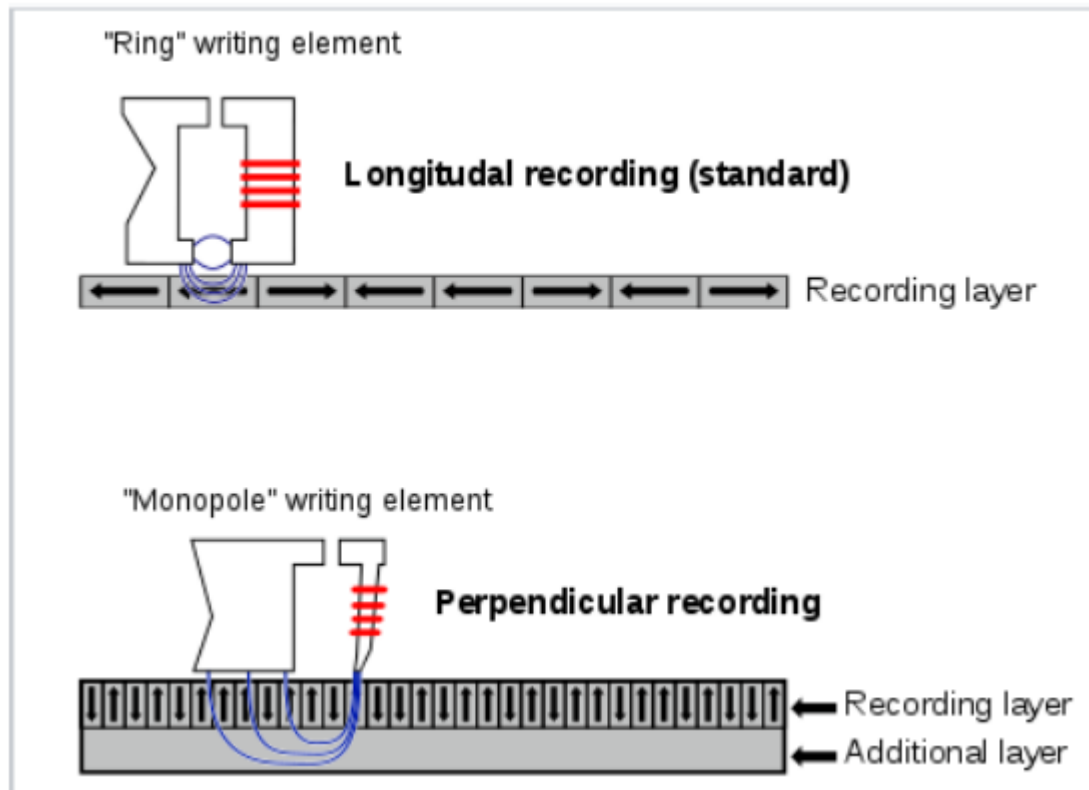 "Ring" writing element
Longitudal recording (standard)
Recording layer
"Monopole" writing element
Perpendicular recording
Recording layer
Additional layer